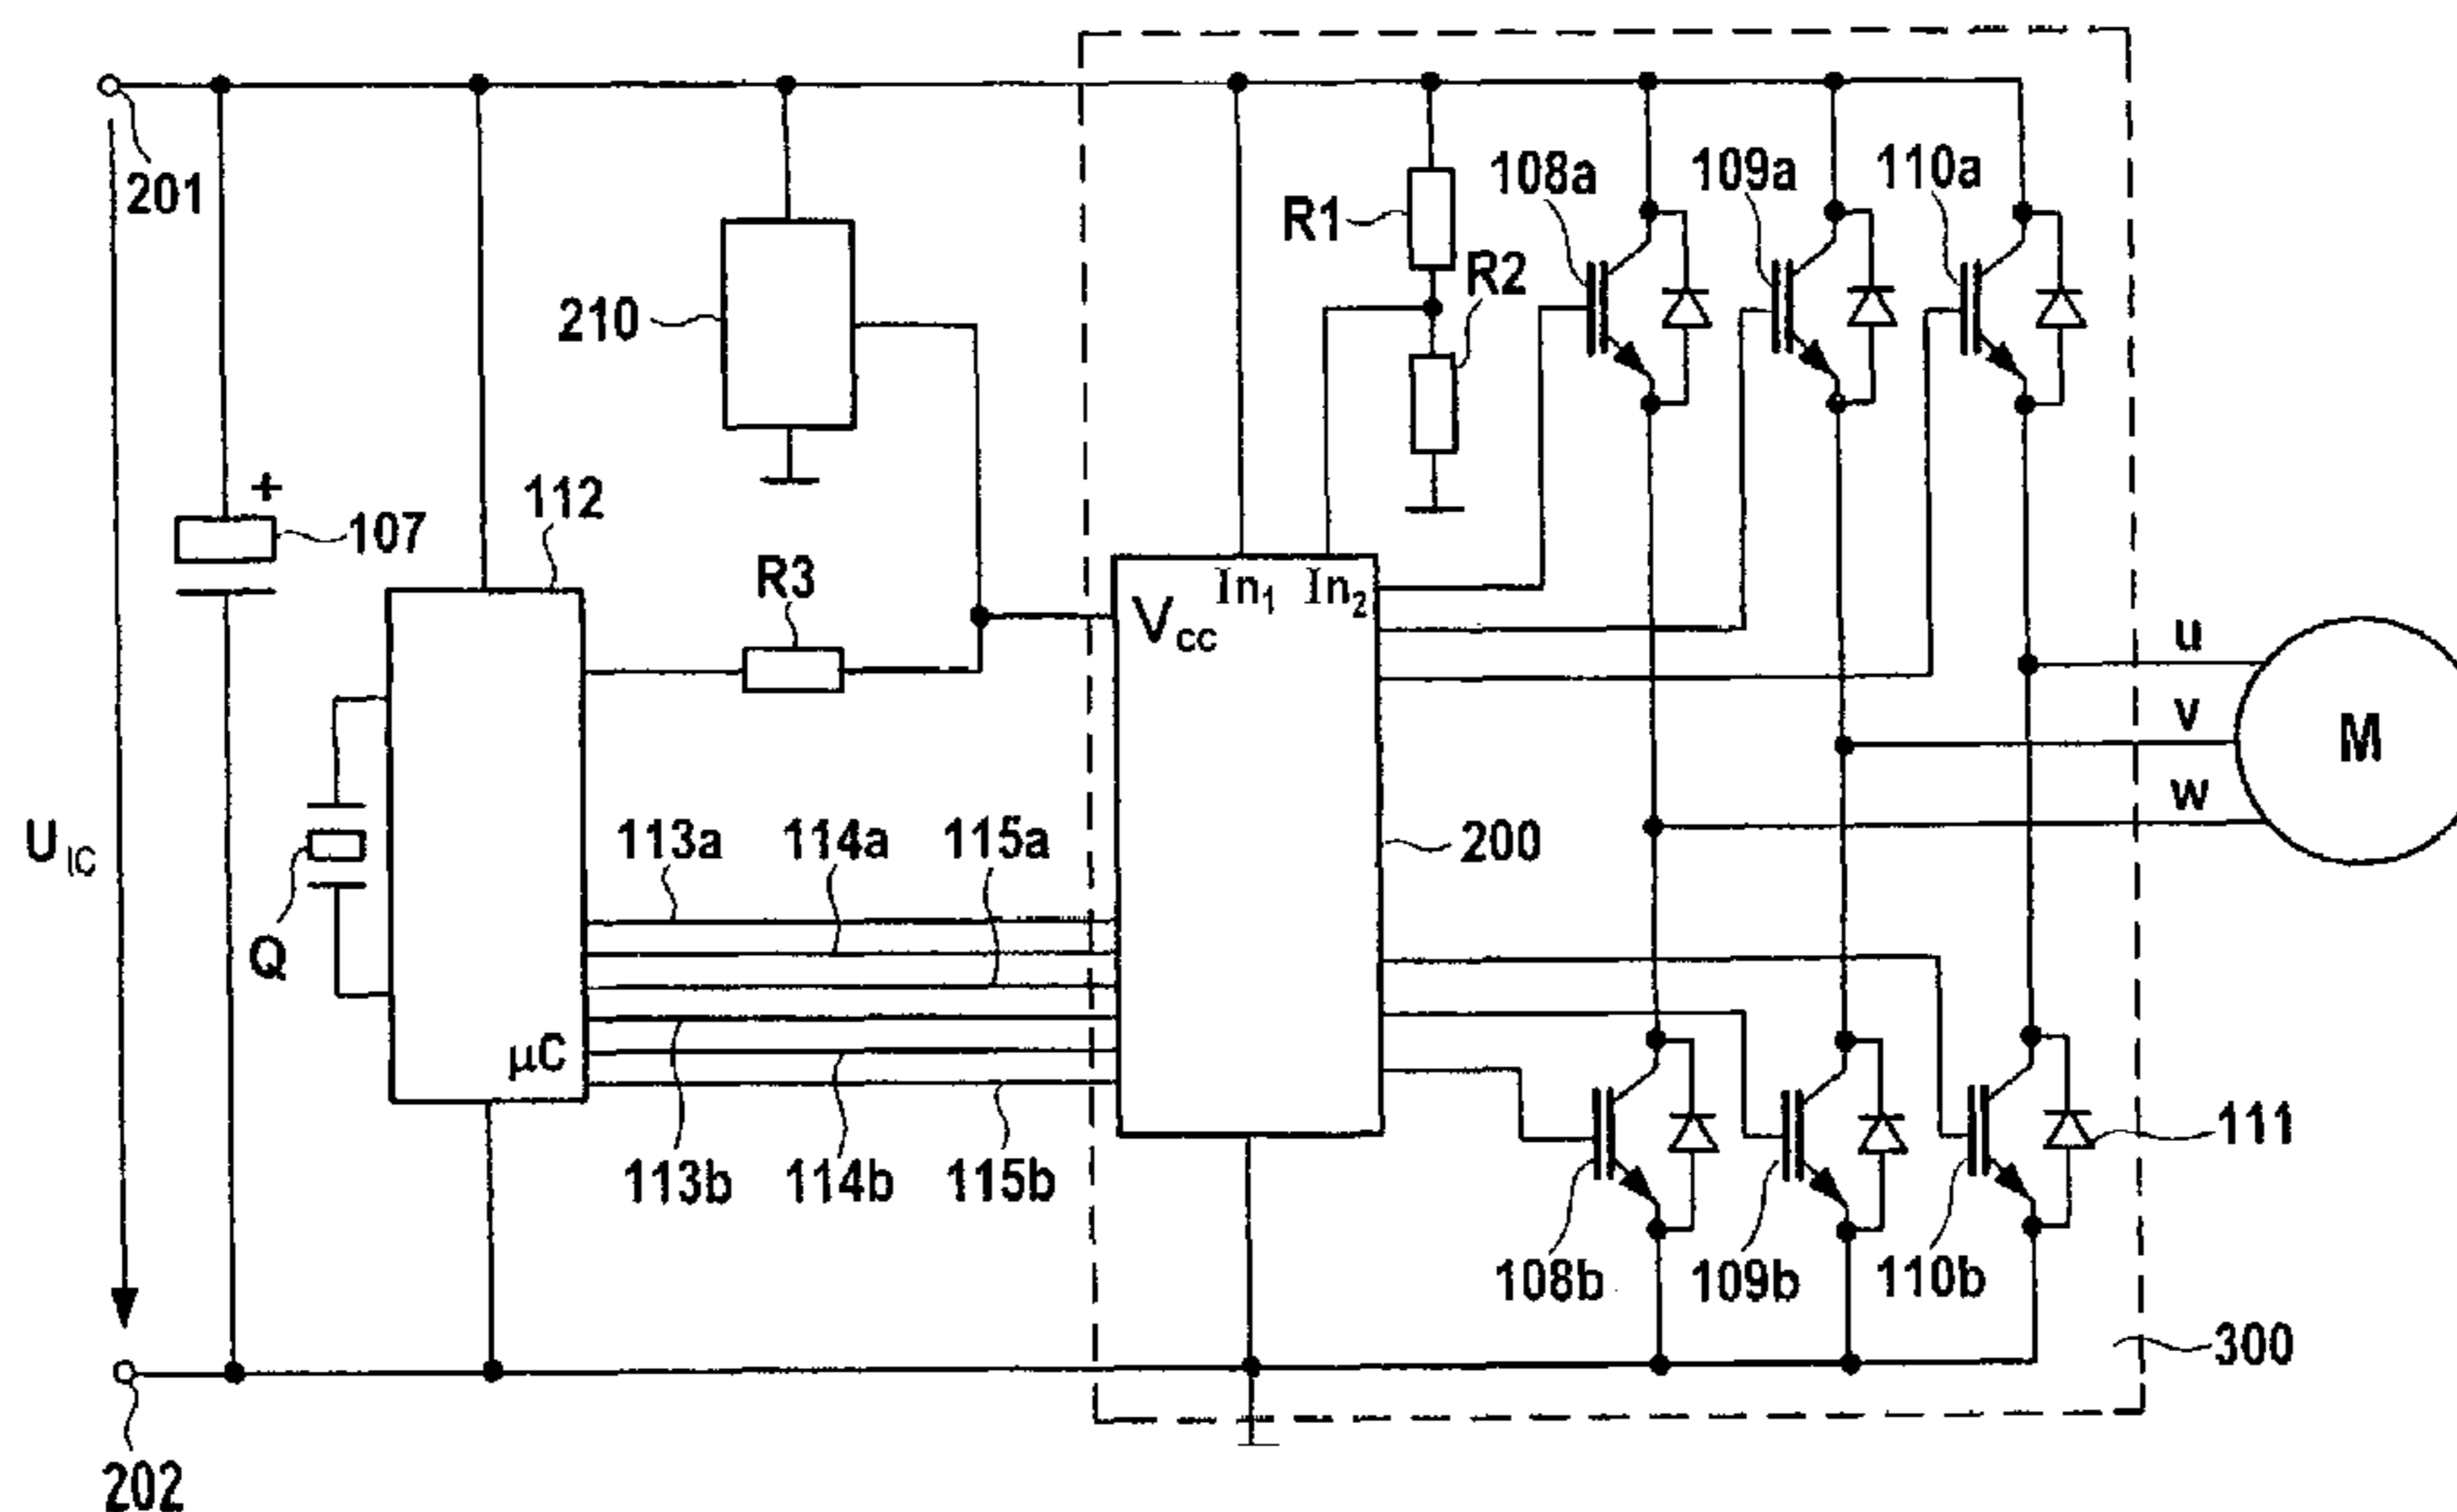 201
108a
109a
110a
R1
R2
210
+
107
112
R3
In1 In2
VCC
u
v
w
M
UIC
113a
114a
115a
200
Q
µC
113b
114b
115b
111
108b
109b
110b
300
202